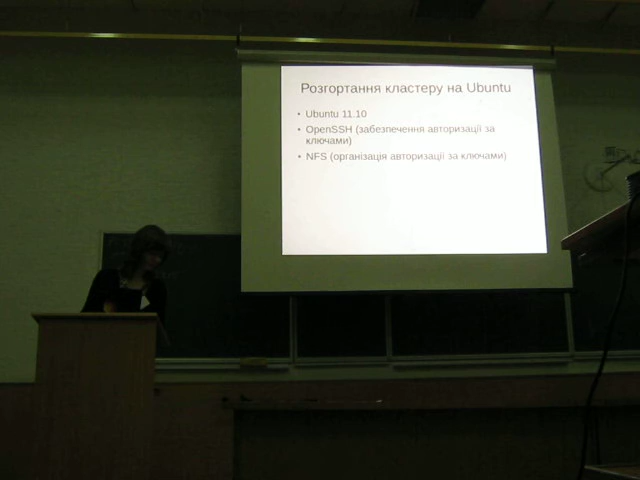 Розгортання кластеру на Ubuntu
• Ubuntu 11.10
• OpenSSH (забезпечення авторизації за
ключами)
• NFS (організація авторизації за ключами)